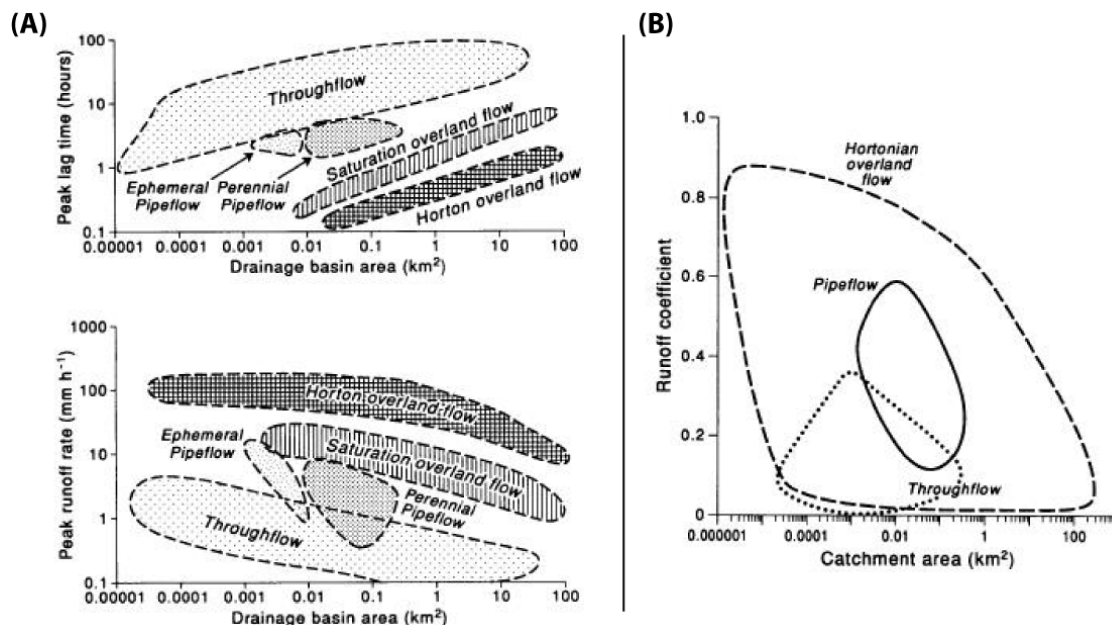 (A)
100
10
1
0.1
Peak lag time (hours)
Throughflow
Saturation overland flow
Ephemeral
Pipeflow
Perennial
Pipeflow
Horton overland flow
0.00001 0.0001 0.001 0.01 0.1 1 10 100
Drainage basin area (km²)
1000
100
10
1
0.1
Peak runoff rate (mm h⁻¹)
Horton overland flow
Ephemeral
Pipeflow
Saturation overland flow
Perennial
Pipeflow
Throughflow
0.00001 0.0001 0.001 0.01 0.1 1 10 100
Drainage basin area (km²)
(B)
1.0
0.8
0.6
0.4
0.2
0
Runoff coefficient
Hortonian
overland
flow
Pipeflow
Throughflow
0.000001 0.0001 0.01 1 100
Catchment area (km²)